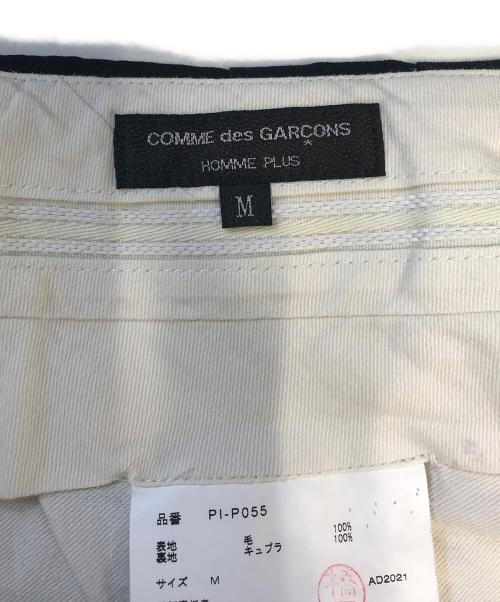 COMME des GARÇONS
*
HOMME PLUS
M
品番 PI-P055
表地 毛 100%
裏地 キュプラ 100%
サイズ M AD2021